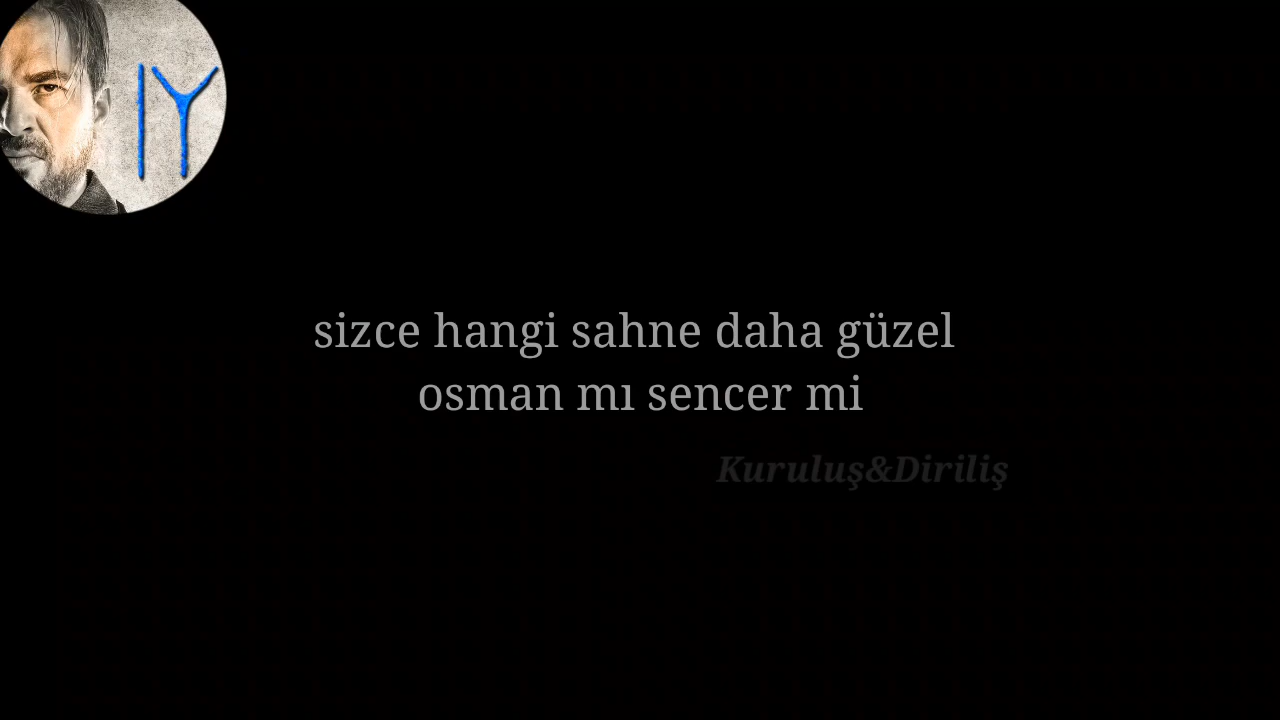 sizce hangi sahne daha güzel
osman mı sencer mi
Kuruluş&Diriliş